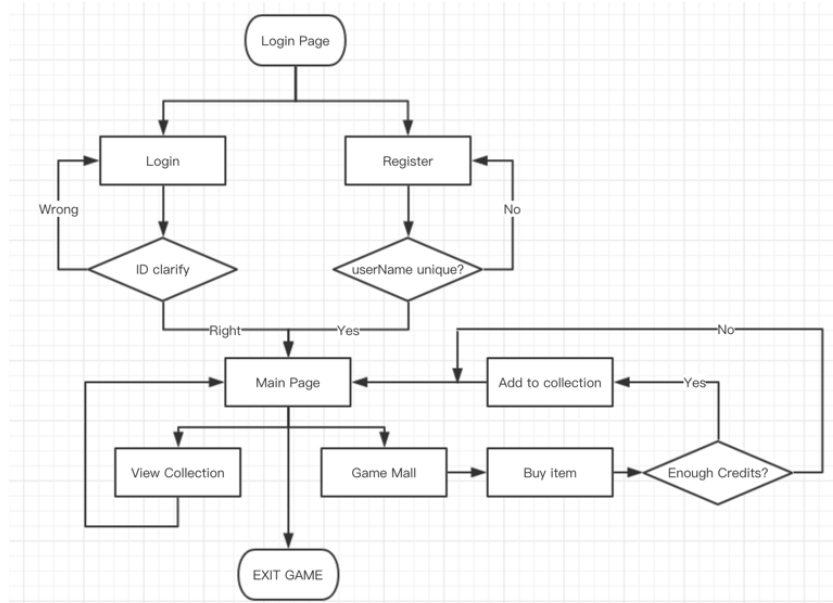 Login Page
Login
Register
Wrong
No
ID clarify
userName unique?
Right
Yes
No
Main Page
Add to collection
Yes
View Collection
Game Mall
Buy item
Enough Credits?
EXIT GAME